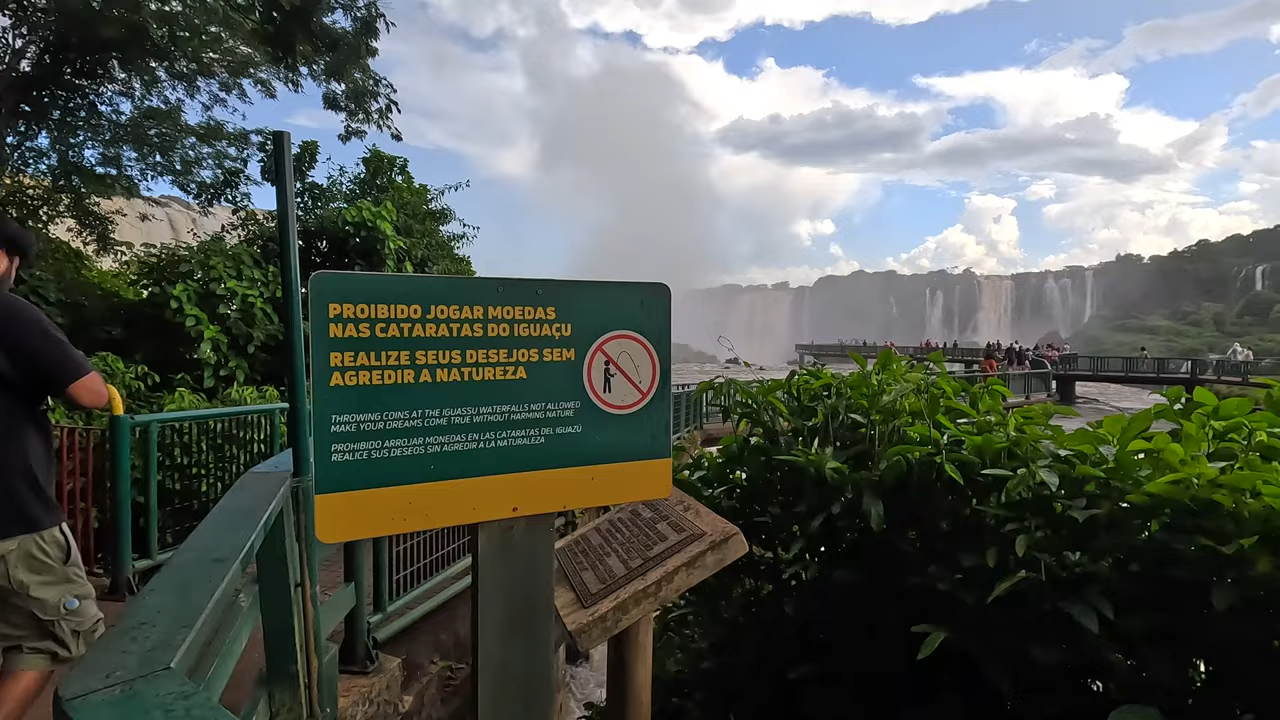 PROIBIDO JOGAR MOEDAS
NAS CATARATAS DO IGUAÇU
REALIZE SEUS DESEJOS SEM
AGREDIR A NATUREZA
THROWING COINS AT THE IGUASSU WATERFALLS NOT ALLOWED
MAKE YOUR DREAMS COME TRUE WITHOUT HARMING NATURE
PROHIBIDO ARROJAR MONEDAS EN LAS CATARATAS DEL IGUAZÚ
REALICE SUS DESEOS SIN AGREDIR A LA NATURALEZA